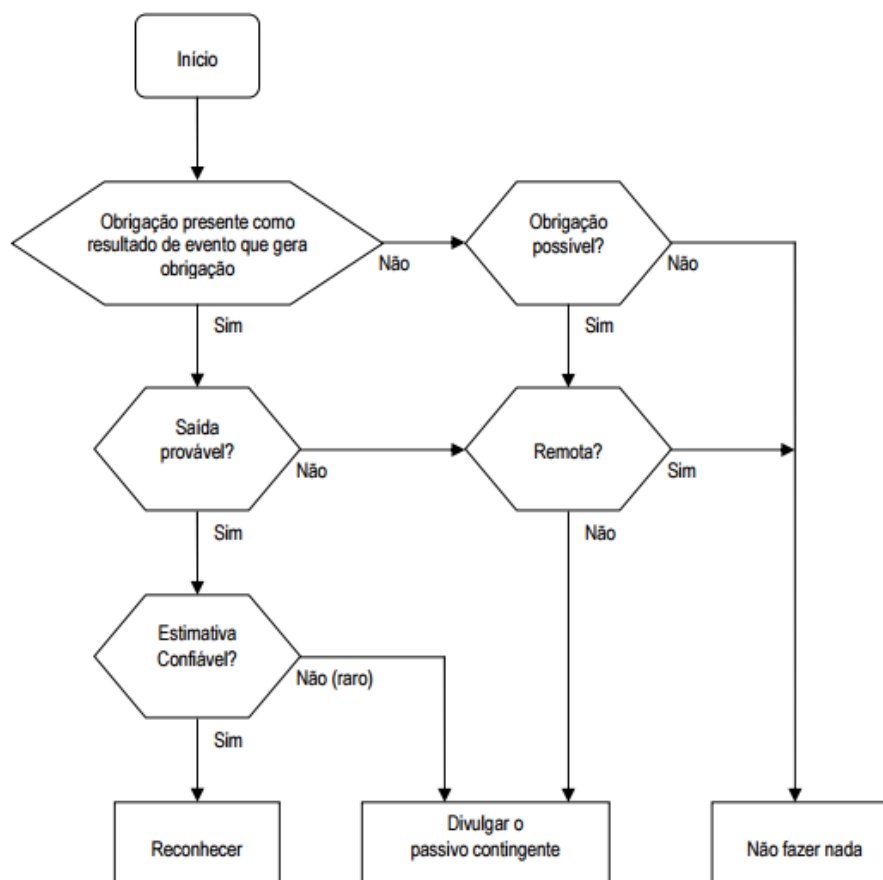 Início
Obrigação presente como
resultado de evento que gera
obrigação
Não
Obrigação
possível?
Não
Sim
Sim
Saída
provável?
Não
Remota?
Sim
Sim
Não
Estimativa
Confiável?
Não (raro)
Sim
Reconhecer
Divulgar o
passivo contingente
Não fazer nada